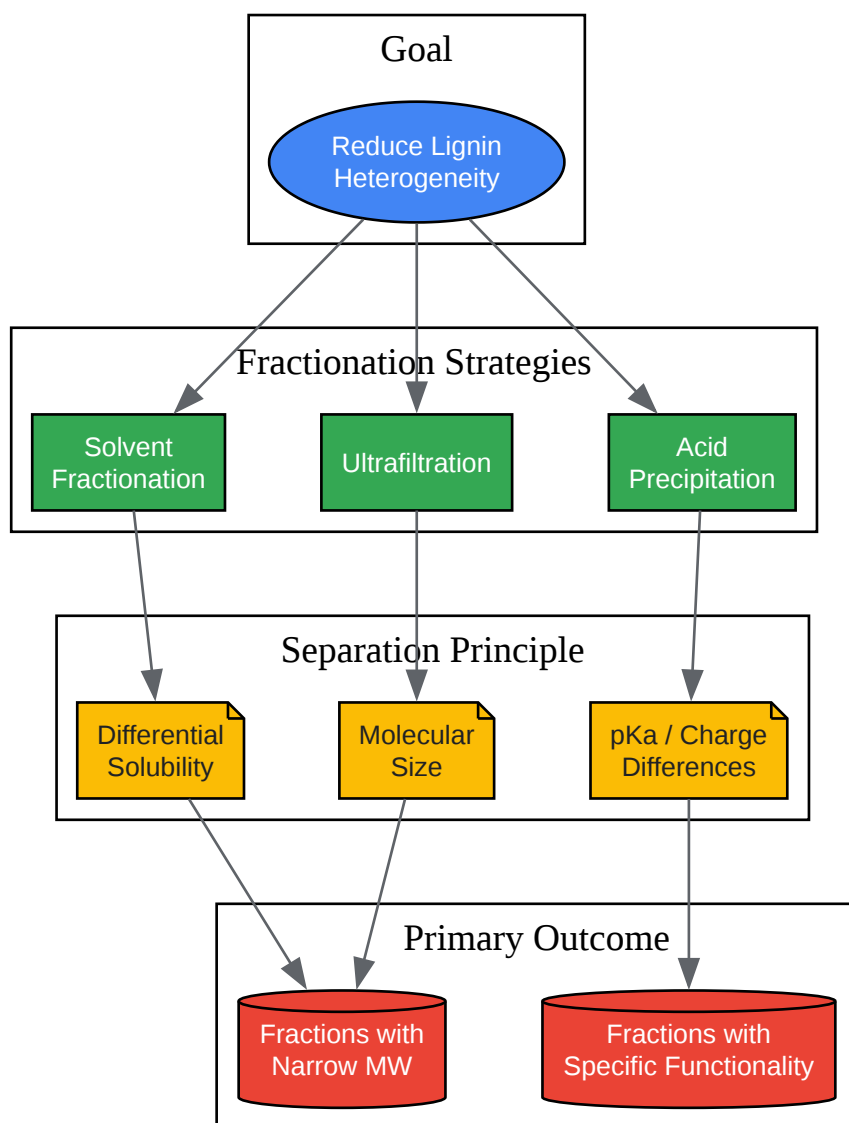 Goal
Reduce Lignin
Heterogeneity
Fractionation Strategies
Solvent
Fractionation
Ultrafiltration
Acid
Precipitation
Separation Principle
Differential
Solubility
Molecular
Size
pKa / Charge
Differences
Primary Outcome
Fractions with
Narrow MW
Fractions with
Specific Functionality